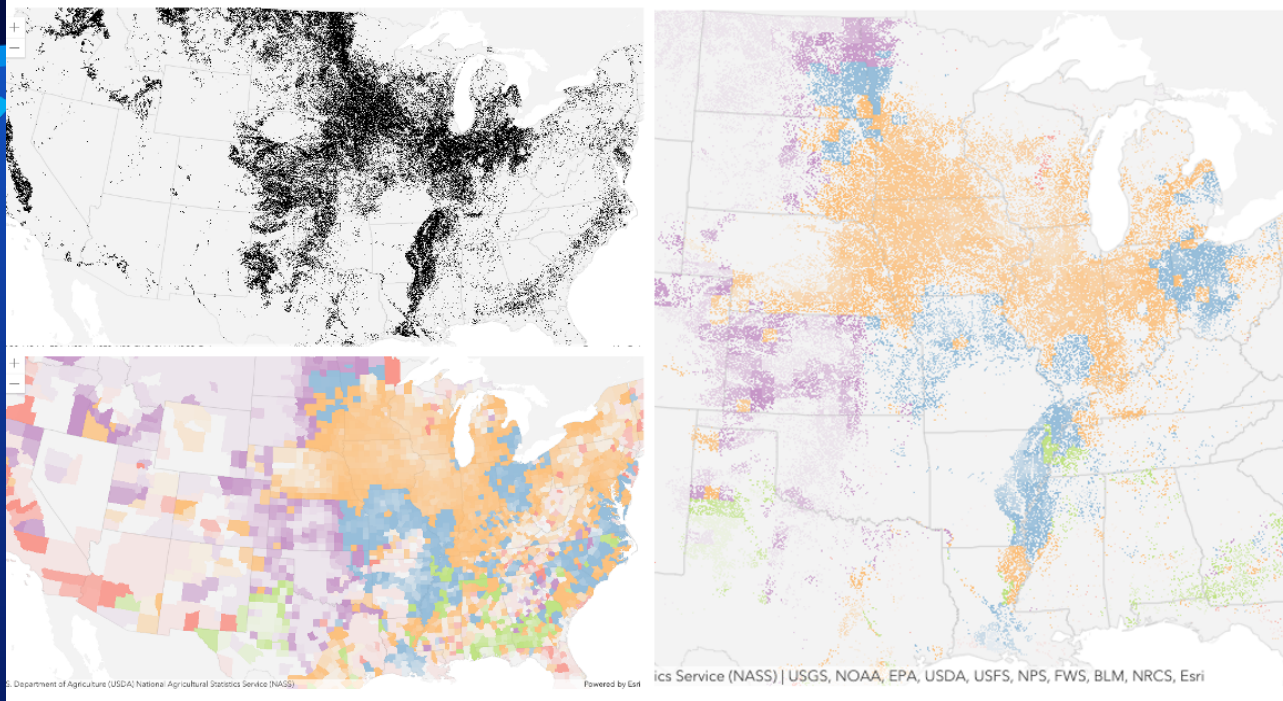 +
−
+
−
S. Department of Agriculture (USDA) National Agricultural Statistics Service (NASS)
Powered by Esri
ics Service (NASS) | USGS, NOAA, EPA, USDA, USFS, NPS, FWS, BLM, NRCS, Esri